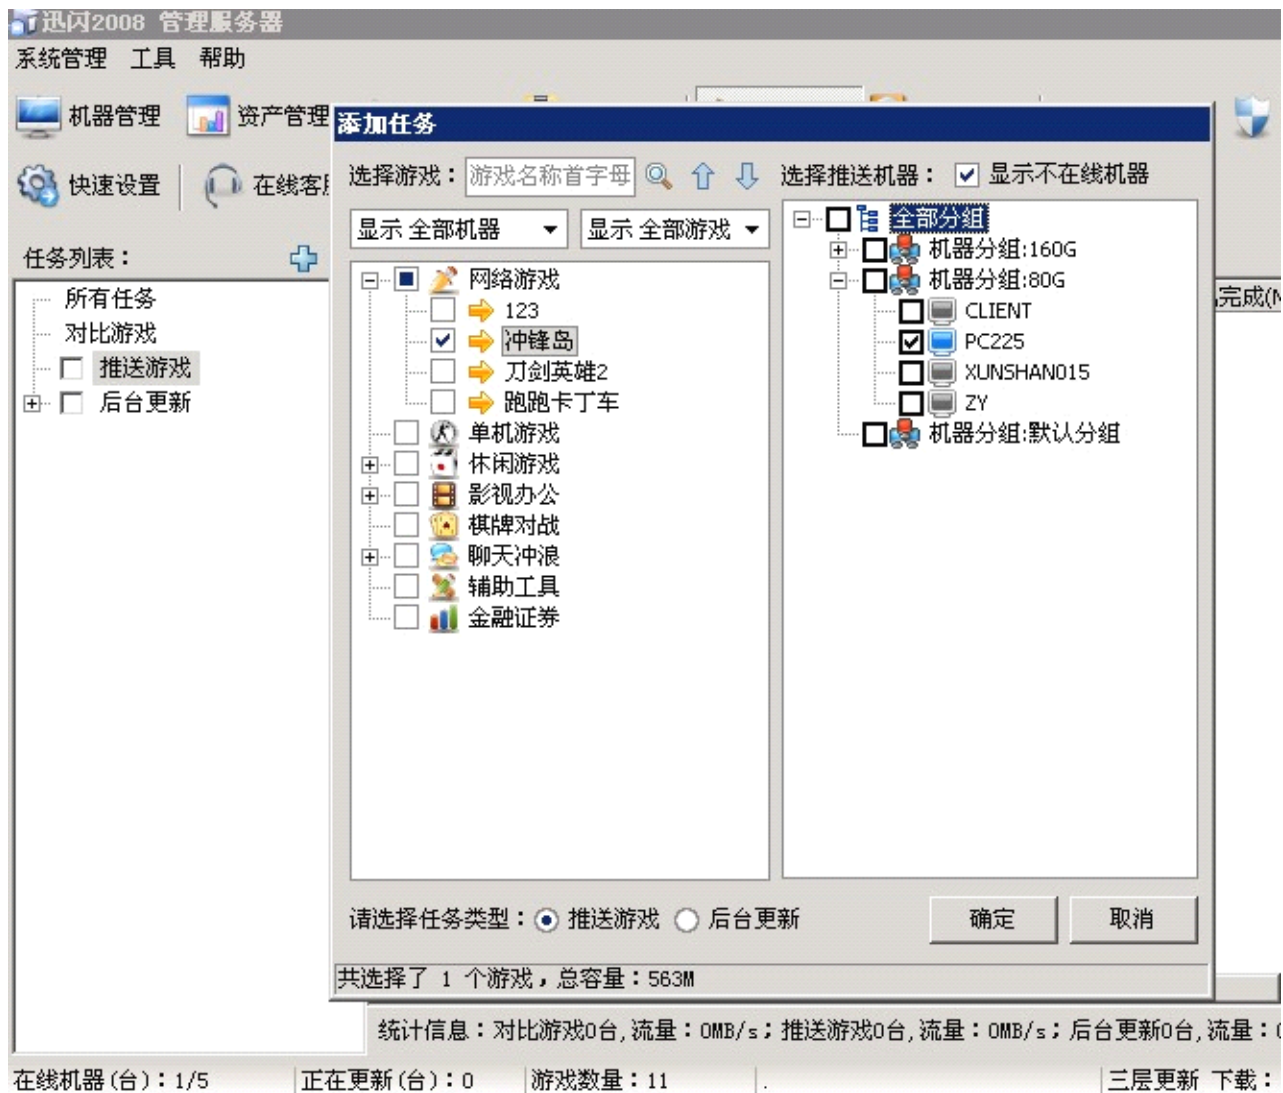 迅闪2008 管理服务器
系统管理 工具 帮助
机器管理 资产管理
快速设置 在线客服
添加任务
选择游戏： 游戏名称首字母
选择推送机器： 显示不在线机器
显示 全部机器 显示 全部游戏
任务列表：
所有任务
对比游戏
推送游戏
后台更新
网络游戏
123
冲锋岛
刀剑英雄2
跑跑卡丁车
单机游戏
休闲游戏
影视办公
棋牌对战
聊天冲浪
辅助工具
金融证券
全部分组
机器分组:160G
机器分组:80G
CLIENT
PC225
XUNSHAN015
ZY
机器分组:默认分组
完成(M
请选择任务类型： 推送游戏 后台更新 确定 取消
共选择了 1 个游戏，总容量：563M
统计信息：对比游戏0台,流量：0MB/s；推送游戏0台,流量：0MB/s；后台更新0台,流量：0
在线机器(台)：1/5 正在更新(台)：0 游戏数量：11 . 三层更新 下载：